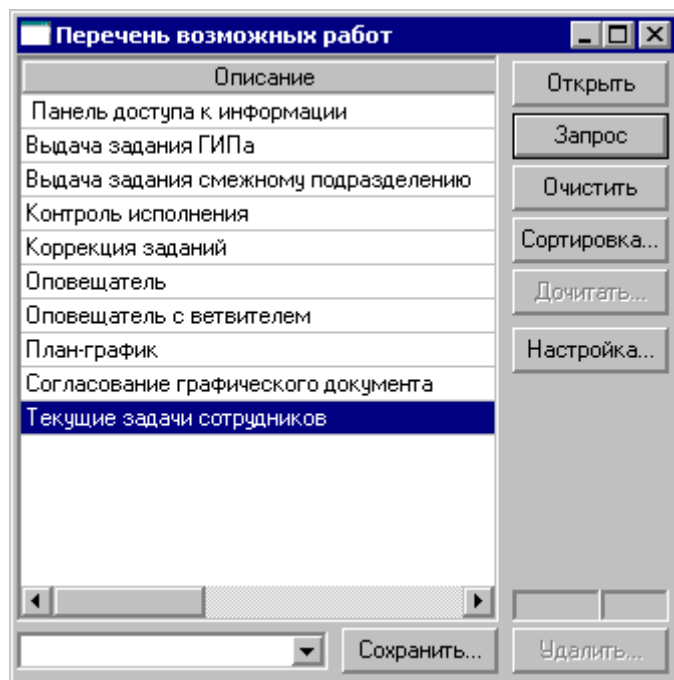 Перечень возможных работ
Описание
Панель доступа к информации
Выдача задания ГИПа
Выдача задания смежному подразделению
Контроль исполнения
Коррекция заданий
Оповещатель
Оповещатель с ветвителем
План-график
Согласование графического документа
Текущие задачи сотрудников
Открыть
Запрос
Очистить
Сортировка...
Дочитать...
Настройка...
Сохранить...
Удалить...